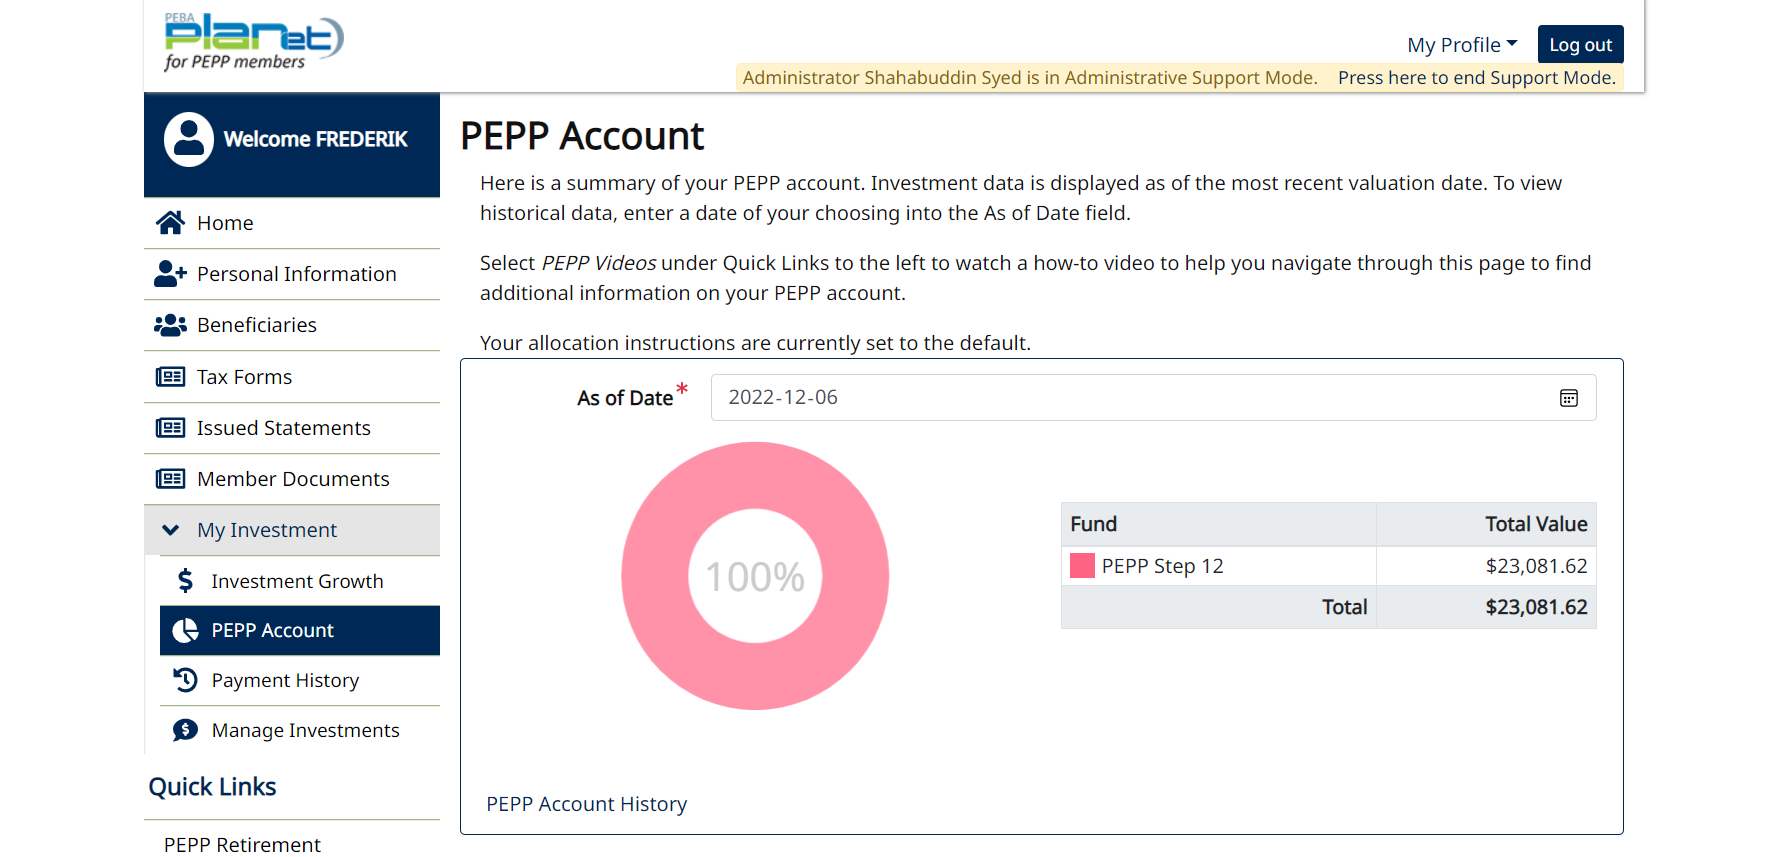 PEBA
planet
for PEPP members
My Profile
Log out
Administrator Shahabuddin Syed is in Administrative Support Mode. Press here to end Support Mode.
Welcome FREDERIK
Home
Personal Information
Beneficiaries
Tax Forms
Issued Statements
Member Documents
My Investment
Investment Growth
PEPP Account
Payment History
Manage Investments
Quick Links
PEPP Retirement
PEPP Account
Here is a summary of your PEPP account. Investment data is displayed as of the most recent valuation date. To view
historical data, enter a date of your choosing into the As of Date field.
Select PEPP Videos under Quick Links to the left to watch a how-to video to help you navigate through this page to find
additional information on your PEPP account.
Your allocation instructions are currently set to the default.
As of Date* 2022-12-06
100%
Fund Total Value
PEPP Step 12 $23,081.62
Total $23,081.62
PEPP Account History